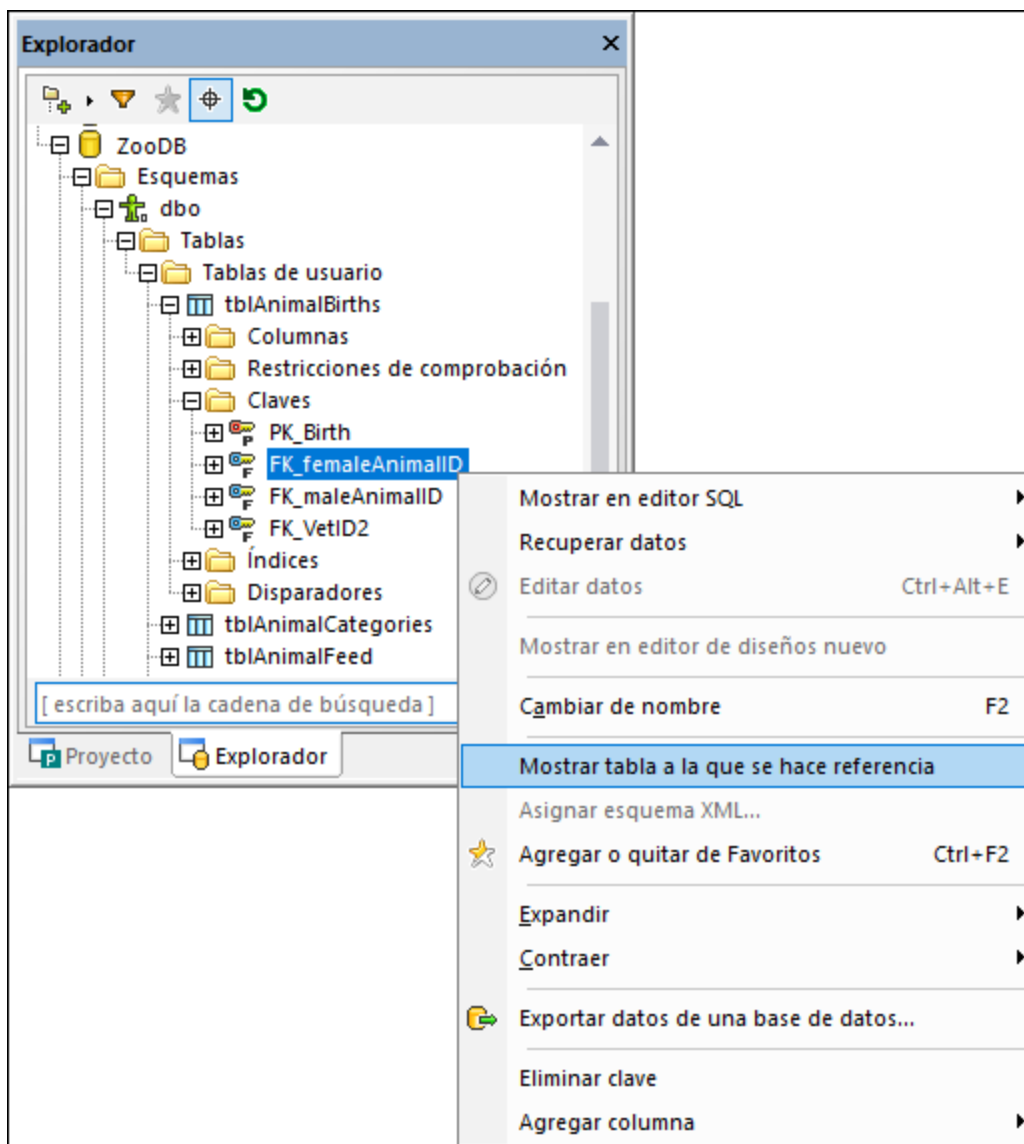 Explorador
ZooDB
Esquemas
dbo
Tablas
Tablas de usuario
tblAnimalBirths
Columnas
Restricciones de comprobación
Claves
PK_Birth
FK_femaleAnimalID
FK_maleAnimalID
FK_VetID2
Índices
Disparadores
tblAnimalCategories
tblAnimalFeed
[ escriba aquí la cadena de búsqueda ]
Proyecto
Explorador
Mostrar en editor SQL
Recuperar datos
Editar datos Ctrl+Alt+E
Mostrar en editor de diseños nuevo
Cambiar de nombre F2
Mostrar tabla a la que se hace referencia
Asignar esquema XML...
Agregar o quitar de Favoritos Ctrl+F2
Expandir
Contraer
Exportar datos de una base de datos...
Eliminar clave
Agregar columna